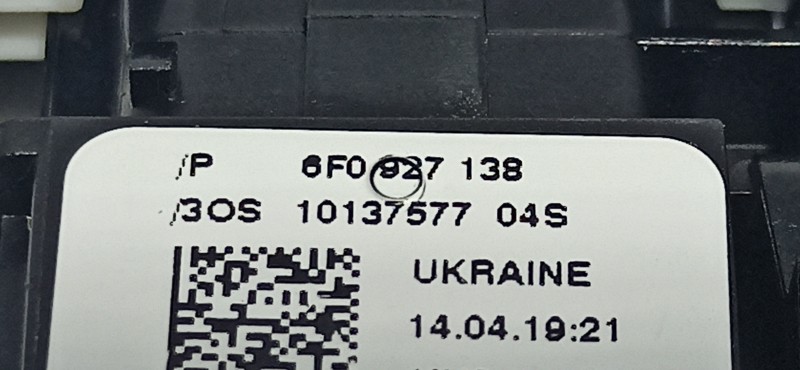 /P 6F0 927 138
/3OS 10137577 04S
UKRAINE
14.04.19:21